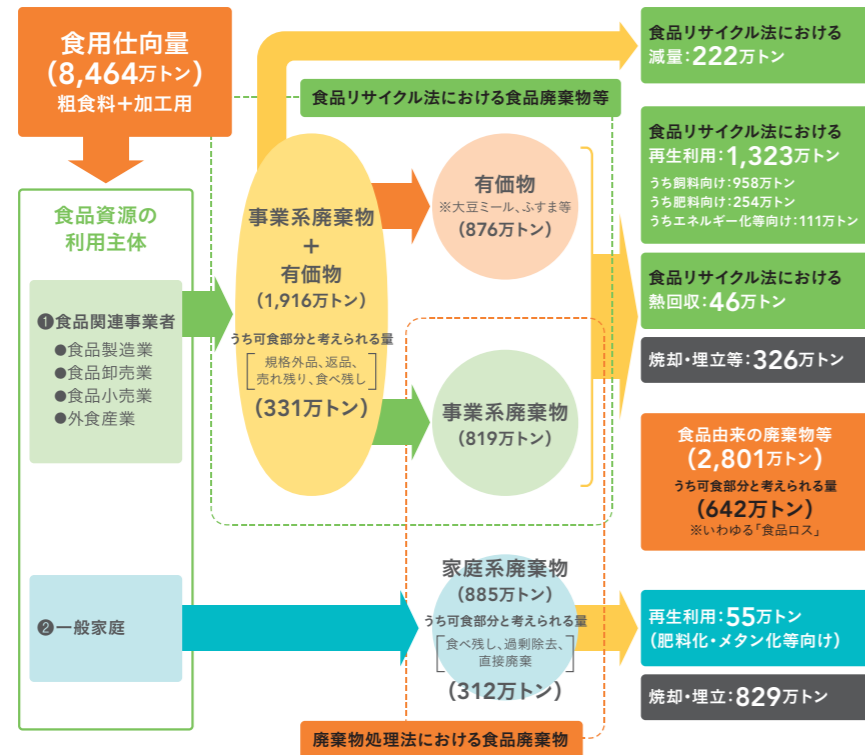 食用仕向量
(8,464万トン)
粗食料+加工用
食品資源の
利用主体
❶食品関連事業者
●食品製造業
●食品卸売業
●食品小売業
●外食産業
❷一般家庭
食品リサイクル法における食品廃棄物等
事業系廃棄物
+
有価物
(1,916万トン)
うち可食部分と考えられる量
[規格外品、返品、
売れ残り、食べ残し]
(331万トン)
有価物
※大豆ミール、ふすま等
(876万トン)
事業系廃棄物
(819万トン)
家庭系廃棄物
(885万トン)
うち可食部分と考えられる量
[食べ残し、過剰除去、
直接廃棄]
(312万トン)
廃棄物処理法における食品廃棄物
食品リサイクル法における
減量:222万トン
食品リサイクル法における
再生利用:1,323万トン
うち飼料向け:958万トン
うち肥料向け:254万トン
うちエネルギー化等向け:111万トン
食品リサイクル法における
熱回収:46万トン
焼却・埋立等:326万トン
食品由来の廃棄物等
(2,801万トン)
うち可食部分と考えられる量
(642万トン)
※いわゆる「食品ロス」
再生利用:55万トン
(肥料化・メタン化等向け)
焼却・埋立:829万トン